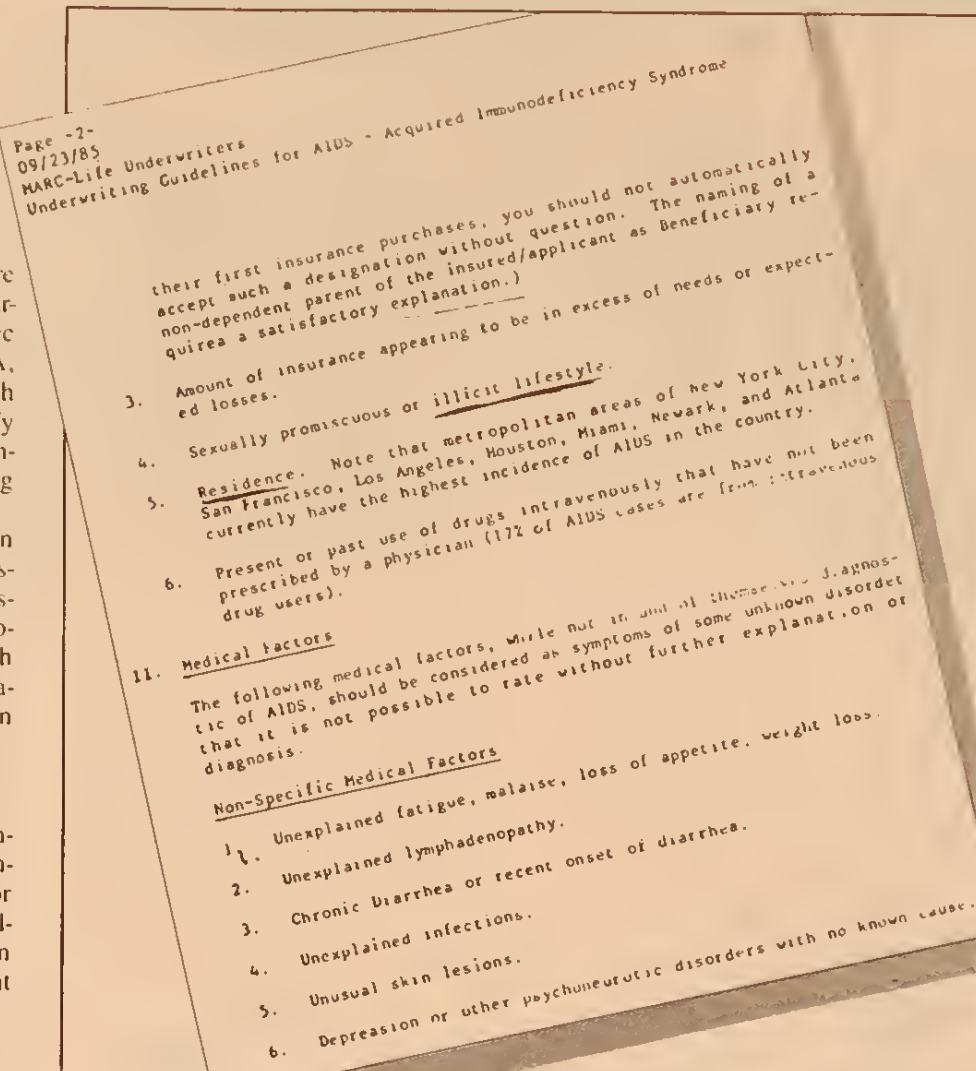 Page -2-
09/23/85
MARC-Life Underwriters
Underwriting Guidelines for AIDS - Acquired Immunodeficiency Syndrome
their first insurance purchases, you should not automatically
accept such a designation without question. The naming of a
non-dependent parent of the insured/applicant as Beneficiary re-
quires a satisfactory explanation.)
3. Amount of insurance appearing to be in excess of needs or expect-
ed losses.
4. Sexually promiscuous or illicit lifestyle.
5. Residence. Note that metropolitan areas of New York City,
San Francisco, Los Angeles, Houston, Miami, Newark, and Atlanta
currently have the highest incidence of AIDS in the country.
6. Present or past use of drugs intravenously that have not been
prescribed by a physician (17% of AIDS cases are from intravenous
drug users).
II. Medical Factors
The following medical factors, while not in and of themselves diagnos-
tic of AIDS, should be considered as symptoms of some unknown disorder
that it is not possible to rate without further explanation or
diagnosis.
Non-Specific Medical Factors
1. Unexplained fatigue, malaise, loss of appetite, weight loss.
2. Unexplained lymphadenopathy.
3. Chronic Diarrhea or recent onset of diarrhea.
4. Unexplained infections.
5. Unusual skin lesions.
6. Depression or other psychoneurotic disorders with no known cause.